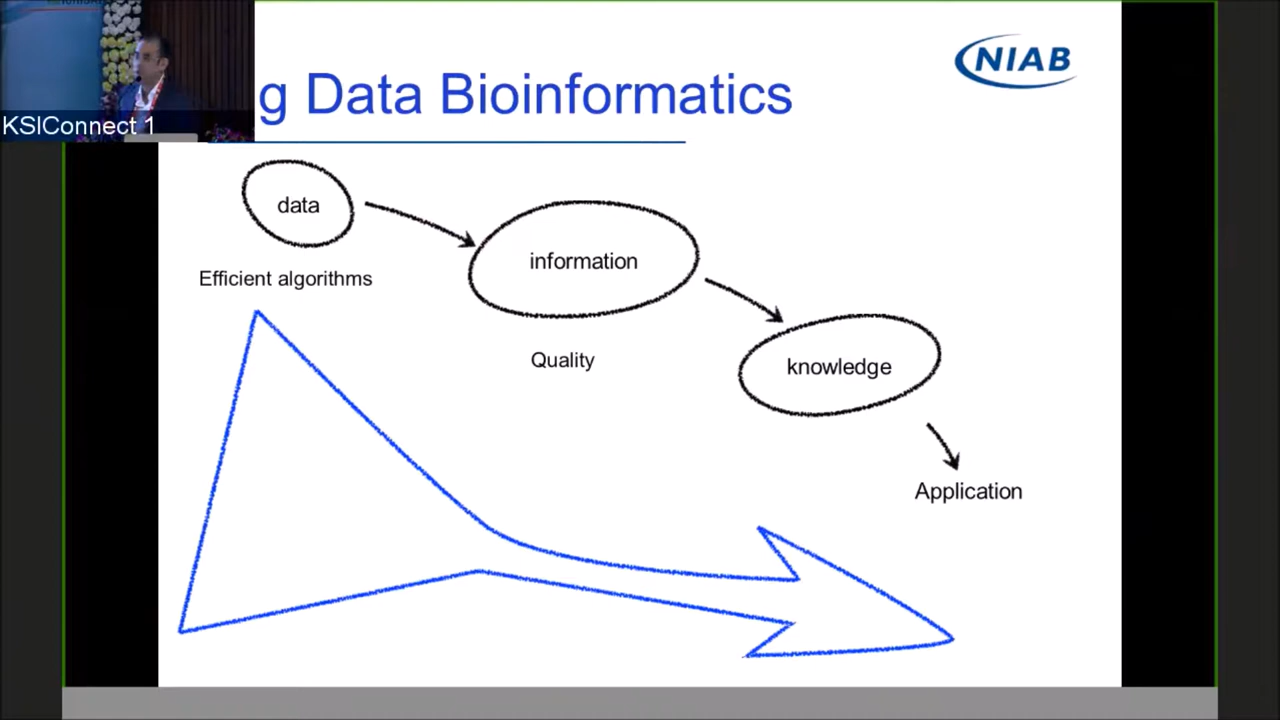 KSIConnect 1
g Data Bioinformatics
NIAB
data
information
Efficient algorithms
Quality
knowledge
Application